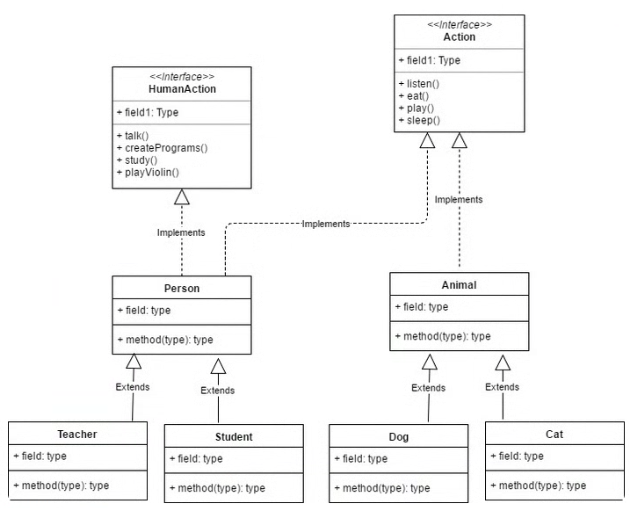 <<Interface>>
Action
+ field1: Type
+ listen()
+ eat()
+ play()
+ sleep()
<<Interface>>
HumanAction
+ field1: Type
+ talk()
+ createPrograms()
+ study()
+ playViolin()
Implements
Implements
Implements
Person
+ field: type
+ method(type): type
Animal
+ field: type
+ method(type): type
Extends
Extends
Extends
Extends
Teacher
+ field: type
+ method(type): type
Student
+ field: type
+ method(type): type
Dog
+ field: type
+ method(type): type
Cat
+ field: type
+ method(type): type